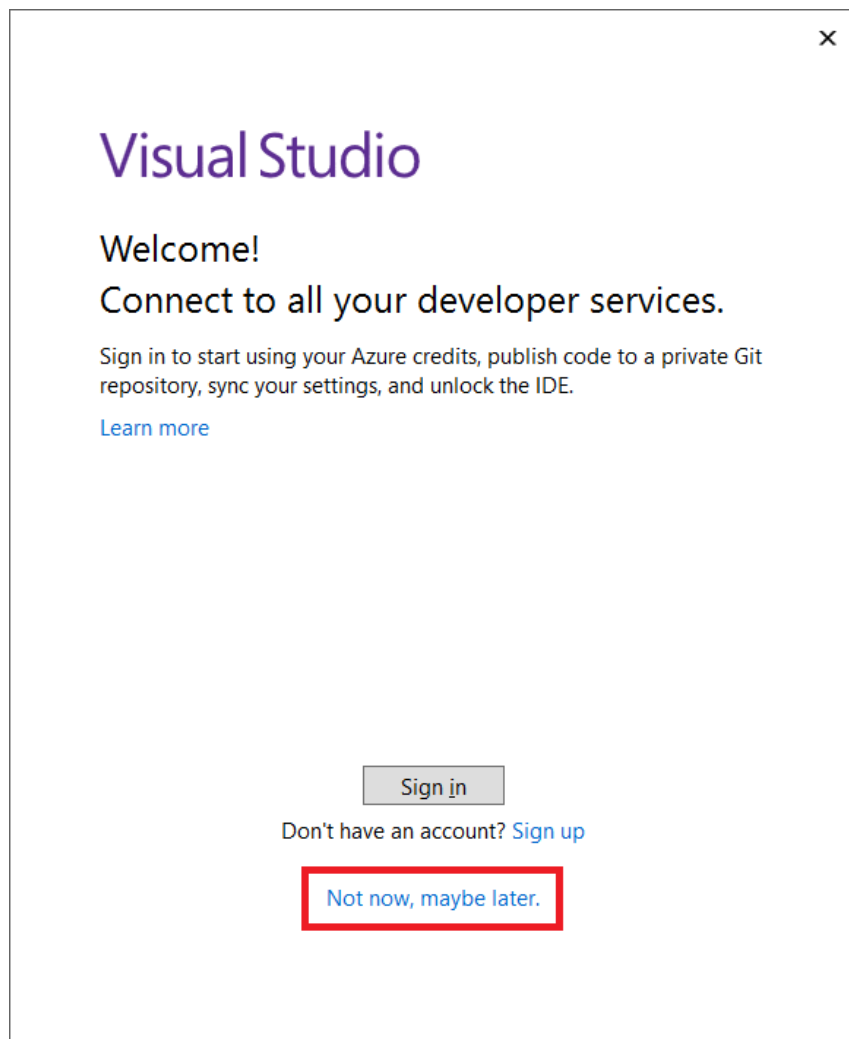 Visual Studio
Welcome!
Connect to all your developer services.
Sign in to start using your Azure credits, publish code to a private Git
repository, sync your settings, and unlock the IDE.
Learn more
Sign in
Don't have an account? Sign up
Not now, maybe later.